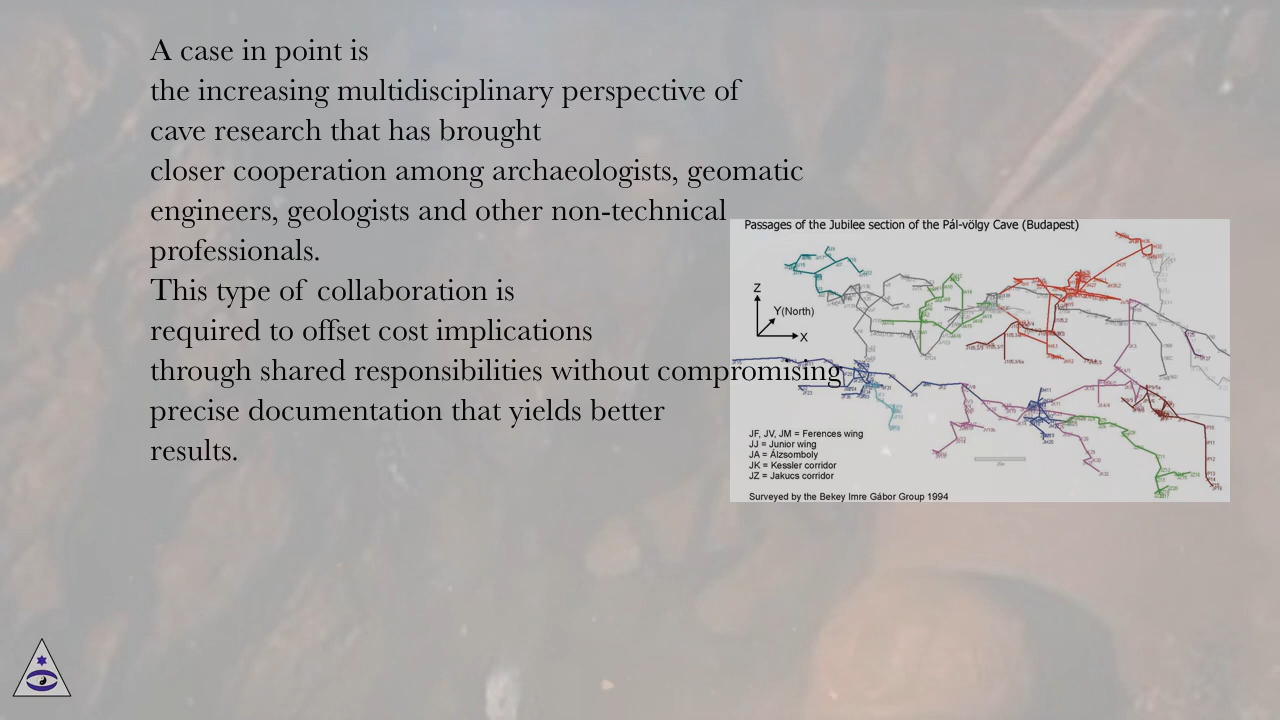 A case in point is
the increasing multidisciplinary perspective of
cave research that has brought
closer cooperation among archaeologists, geomatic
engineers, geologists and other non-technical
professionals.
This type of collaboration is
required to offset cost implications
through shared responsibilities without compromising
precise documentation that yields better
results.
Passages of the Jubilee section of the Pál-völgy Cave (Budapest)
Z
Y(North)
X
JF, JV, JM = Ferences wing
JJ = Junior wing
JA = Álzsomboly
JK = Kessler corridor
JZ = Jakucs corridor
Surveyed by the Bekey Imre Gábor Group 1994